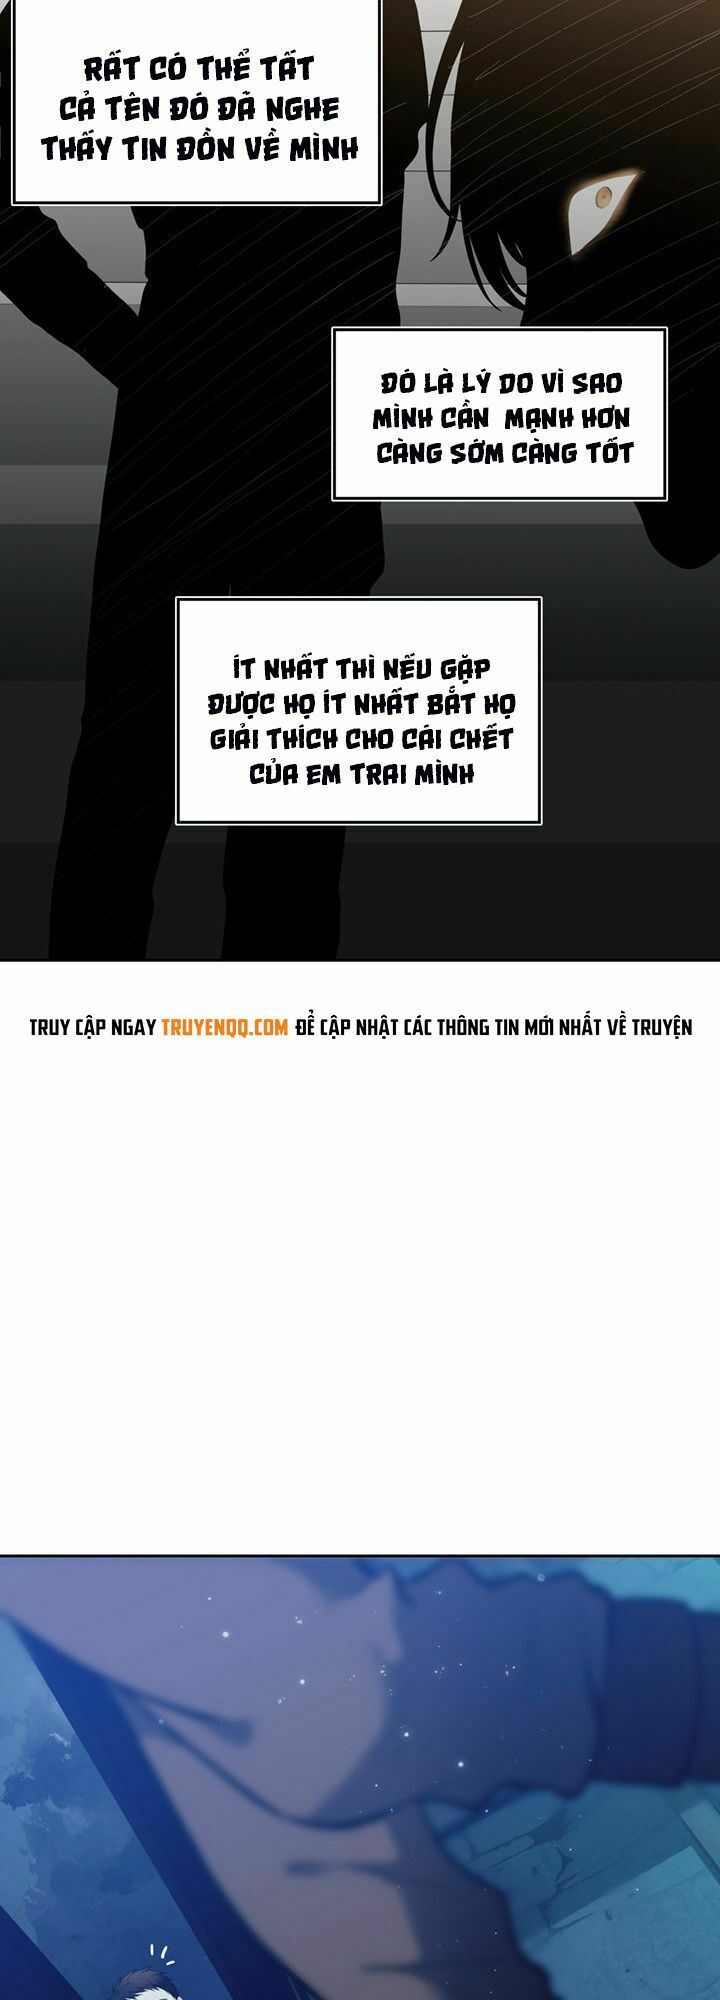 RẤT CÓ THỂ TẤT
CẢ TÊN ĐÓ ĐÃ NGHE
THẤY TIN ĐỒN VỀ MÌNH
ĐÓ LÀ LÝ DO VÌ SAO
MÌNH CẦN MẠNH HƠN
CÀNG SỚM CÀNG TỐT
ÍT NHẤT THÌ NẾU GẶP
ĐƯỢC HỌ ÍT NHẤT BẮT HỌ
GIẢI THÍCH CHO CÁI CHẾT
CỦA EM TRAI MÌNH
TRUY CẬP NGAY TRUYENQQ.COM ĐỂ CẬP NHẬT CÁC THÔNG TIN MỚI NHẤT VỀ TRUYỆN